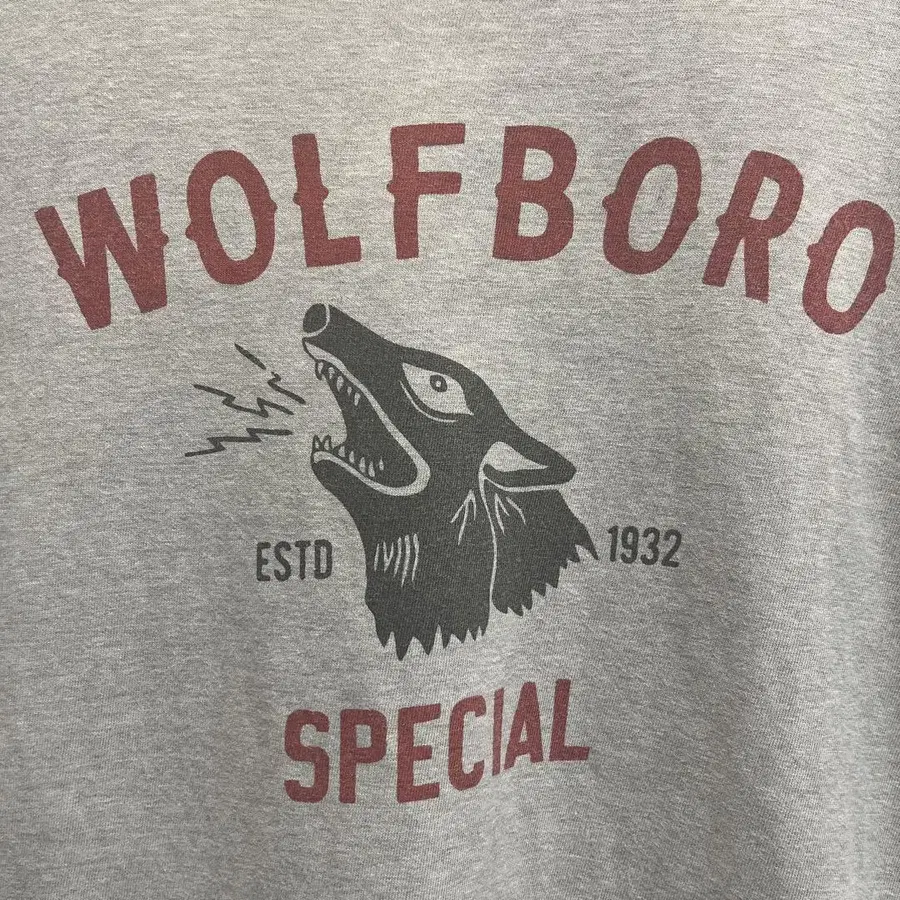 WOLFBORO
ESTD 1932
SPECIAL